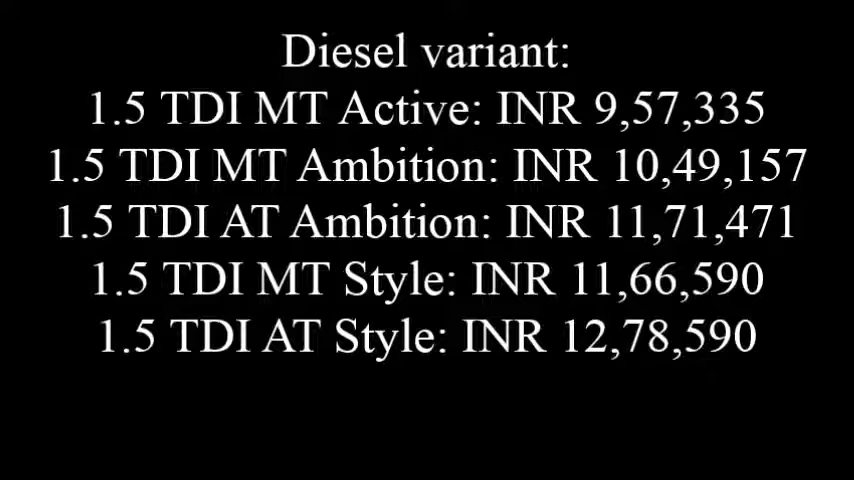 Diesel variant:
1.5 TDI MT Active: INR 9,57,335
1.5 TDI MT Ambition: INR 10,49,157
1.5 TDI AT Ambition: INR 11,71,471
1.5 TDI MT Style: INR 11,66,590
1.5 TDI AT Style: INR 12,78,590